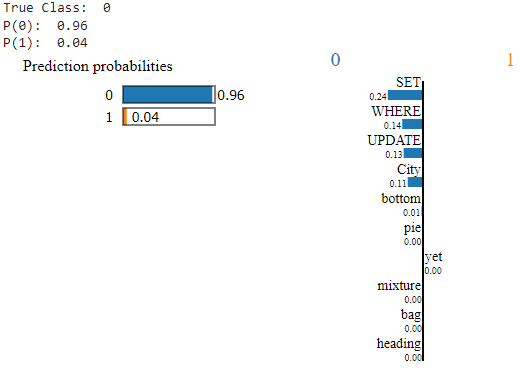 True Class: 0
P(0): 0.96
P(1): 0.04
Prediction probabilities
0 0.96
1 0.04
0 1
SET
0.24
WHERE
0.14
UPDATE
0.13
City
0.11
bottom
0.01
pie
0.00
yet
0.00
mixture
0.00
bag
0.00
heading
0.00